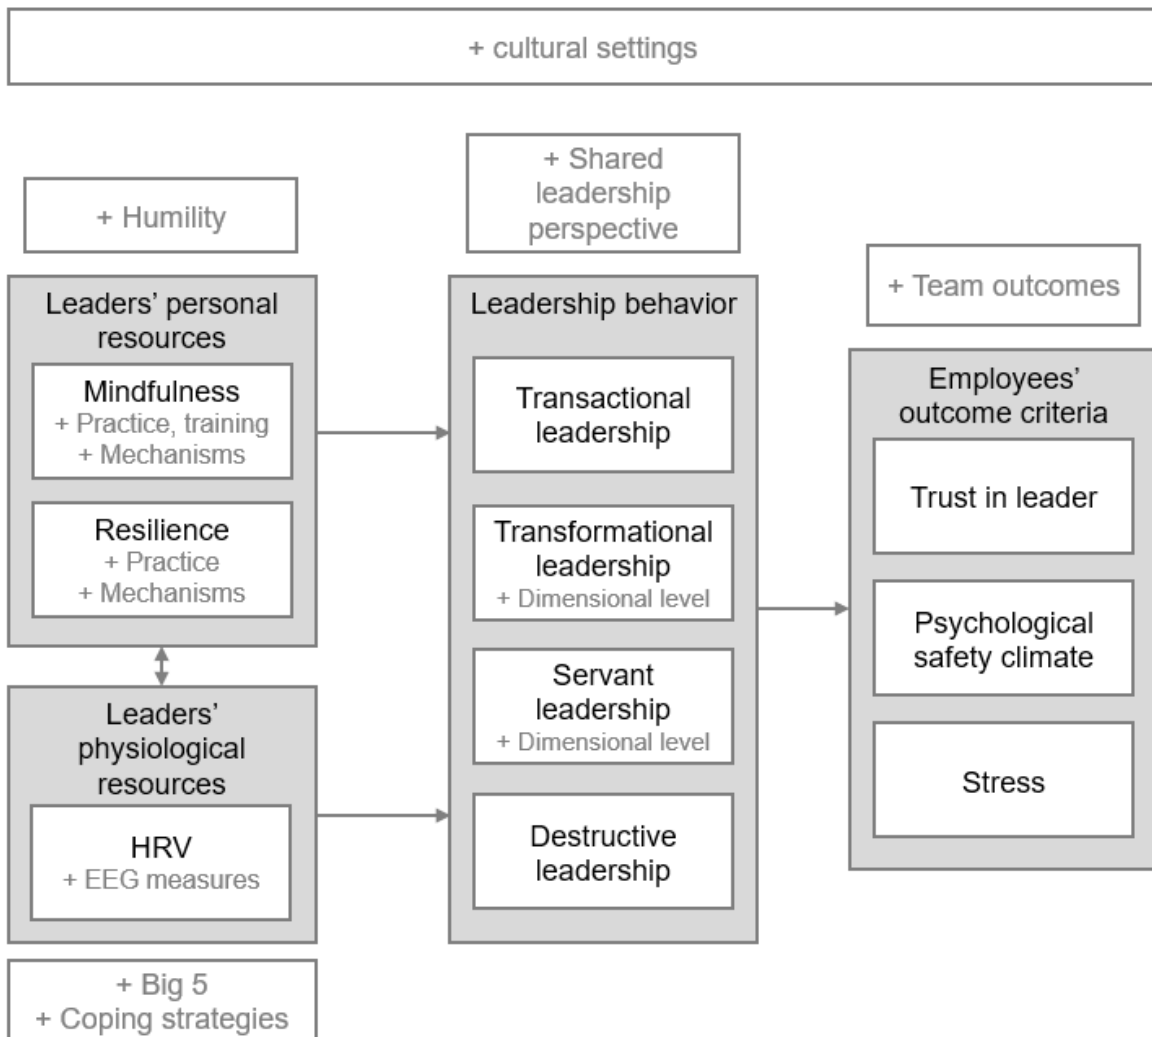 + cultural settings
+ Humility
Leaders’ personal
resources
Mindfulness
+ Practice, training
+ Mechanisms
Resilience
+ Practice
+ Mechanisms
Leaders’
physiological
resources
HRV
+ EEG measures
+ Big 5
+ Coping strategies
+ Shared
leadership
perspective
Leadership behavior
Transactional
leadership
Transformational
leadership
+ Dimensional level
Servant
leadership
+ Dimensional level
Destructive
leadership
+ Team outcomes
Employees’
outcome criteria
Trust in leader
Psychological
safety climate
Stress